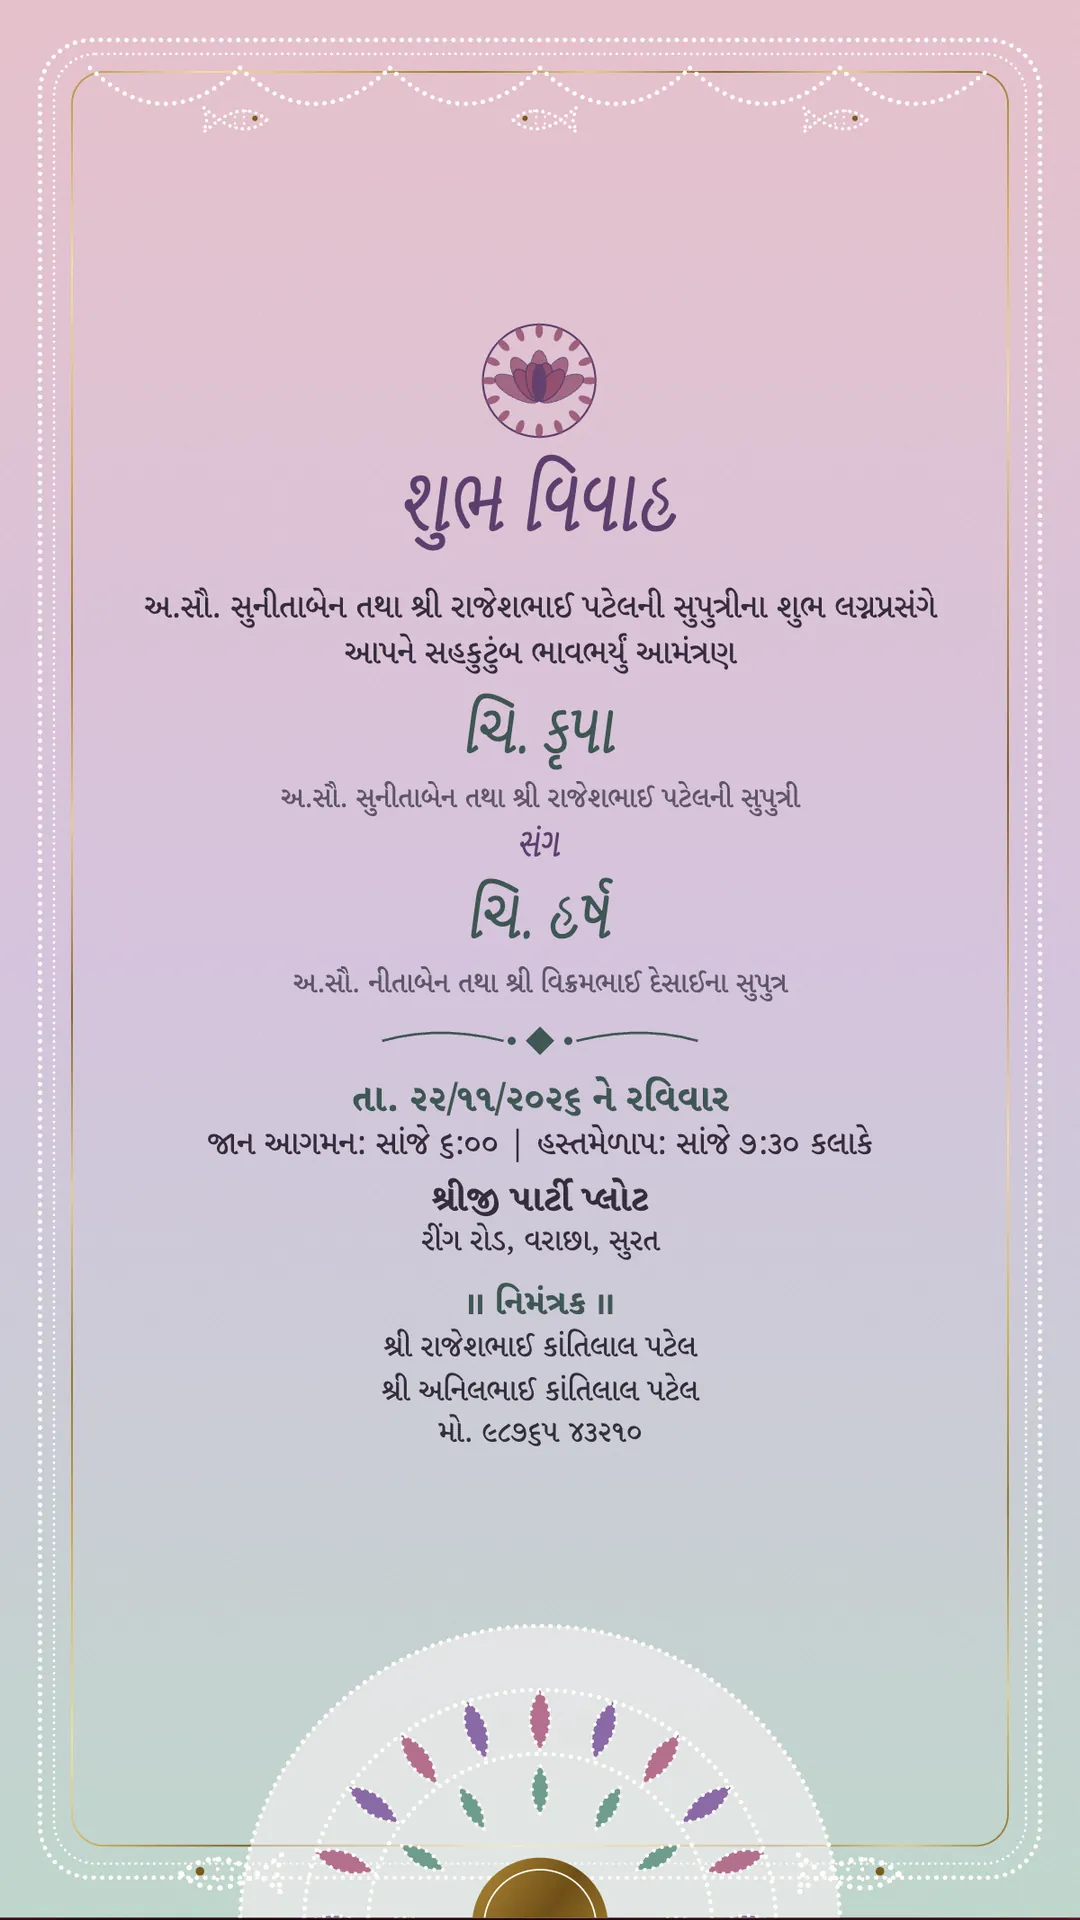 શુભ વિવાહ
અ.સૌ. સુનીતાબેન તથા શ્રી રાજેશભાઈ પટેલની સુપુત્રીના શુભ લગ્નપ્રસંગે
આપને સહકુટુંબ ભાવભર્યું આમંત્રણ
ચિ. કૃપા
અ.સૌ. સુનીતાબેન તથા શ્રી રાજેશભાઈ પટેલની સુપુત્રી
સંગ
ચિ. હર્ષ
અ.સૌ. નીતાબેન તથા શ્રી વિક્રમભાઈ દેસાઈના સુપુત્ર
તા. ૨૨/૧૧/૨૦૨૬ ને રવિવાર
જાન આગમન: સાંજે ૬:૦૦ | હસ્તમેળાપ: સાંજે ૭:૩૦ કલાકે
શ્રીજી પાર્ટી પ્લોટ
રીંગ રોડ, વરાછા, સુરત
॥ નિમંત્રક ॥
શ્રી રાજેશભાઈ કાંતિલાલ પટેલ
શ્રી અનિલભાઈ કાંતિલાલ પટેલ
મો. ૯૮૭૬૫ ૪૩૨૧૦